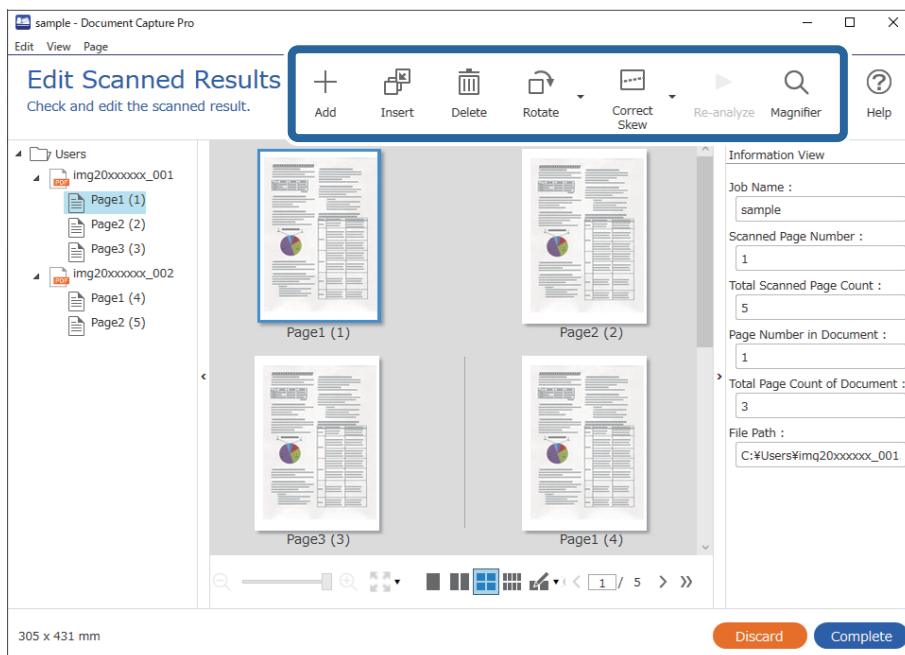 sample - Document Capture Pro
Edit View Page
Edit Scanned Results
Check and edit the scanned result.
Add
Insert
Delete
Rotate
Correct
Skew
Re-analyze
Magnifier
Help
Users
PDF
img20xxxxxx_001
Page1 (1)
Page2 (2)
Page3 (3)
PDF
img20xxxxxx_002
Page1 (4)
Page2 (5)
Page1 (1)
Page2 (2)
Page3 (3)
Page1 (4)
1 / 5
Information View
Job Name :
sample
Scanned Page Number :
1
Total Scanned Page Count :
5
Page Number in Document :
1
Total Page Count of Document :
3
File Path :
C:¥Users¥img20xxxxxx_001
305 x 431 mm
Discard
Complete